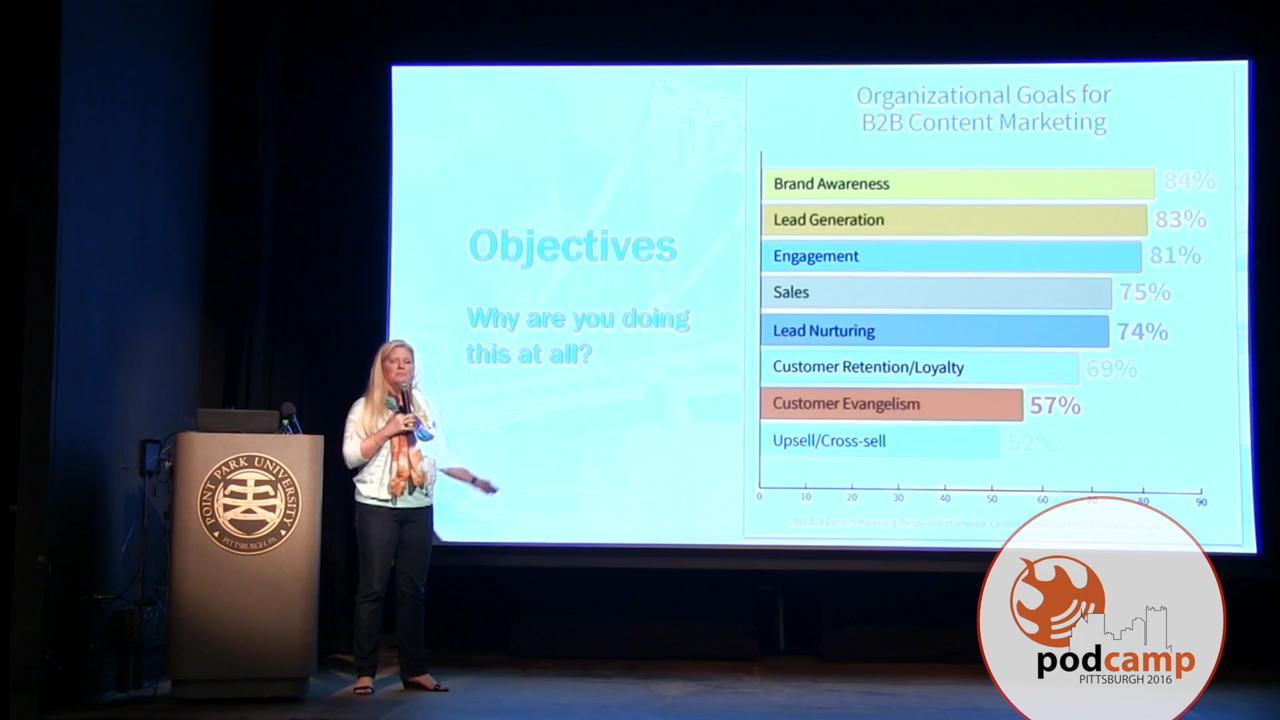 Organizational Goals for
B2B Content Marketing
Objectives
Why are you doing
this at all?
Brand Awareness 84%
Lead Generation 83%
Engagement 81%
Sales 75%
Lead Nurturing 74%
Customer Retention/Loyalty 69%
Customer Evangelism 57%
Upsell/Cross-sell 52%
0 10 20 30 40 50 60 70 80 90
POINT PARK UNIVERSITY
PITTSBURGH, PA
podcamp
PITTSBURGH 2016